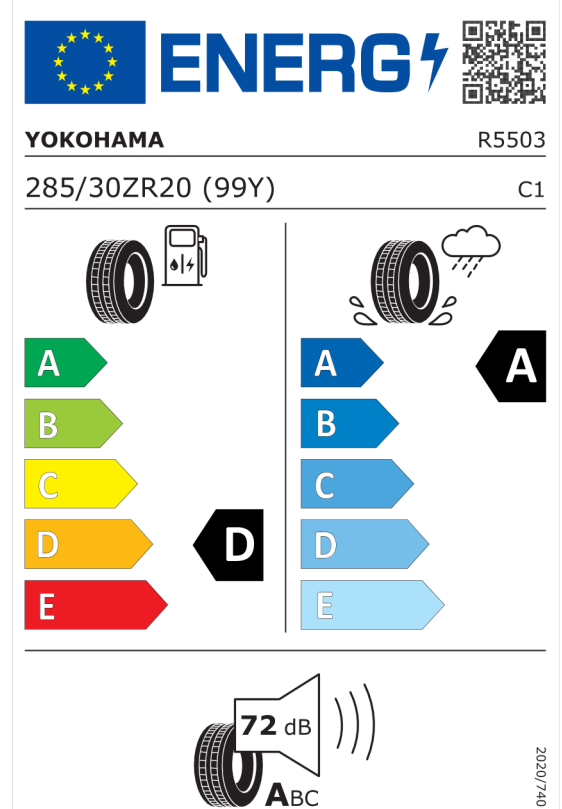 ENERG
YOKOHAMA R5503
285/30ZR20 (99Y) C1
A A A
B B
C C
D D D
E E
72 dB
ABC
2020/740